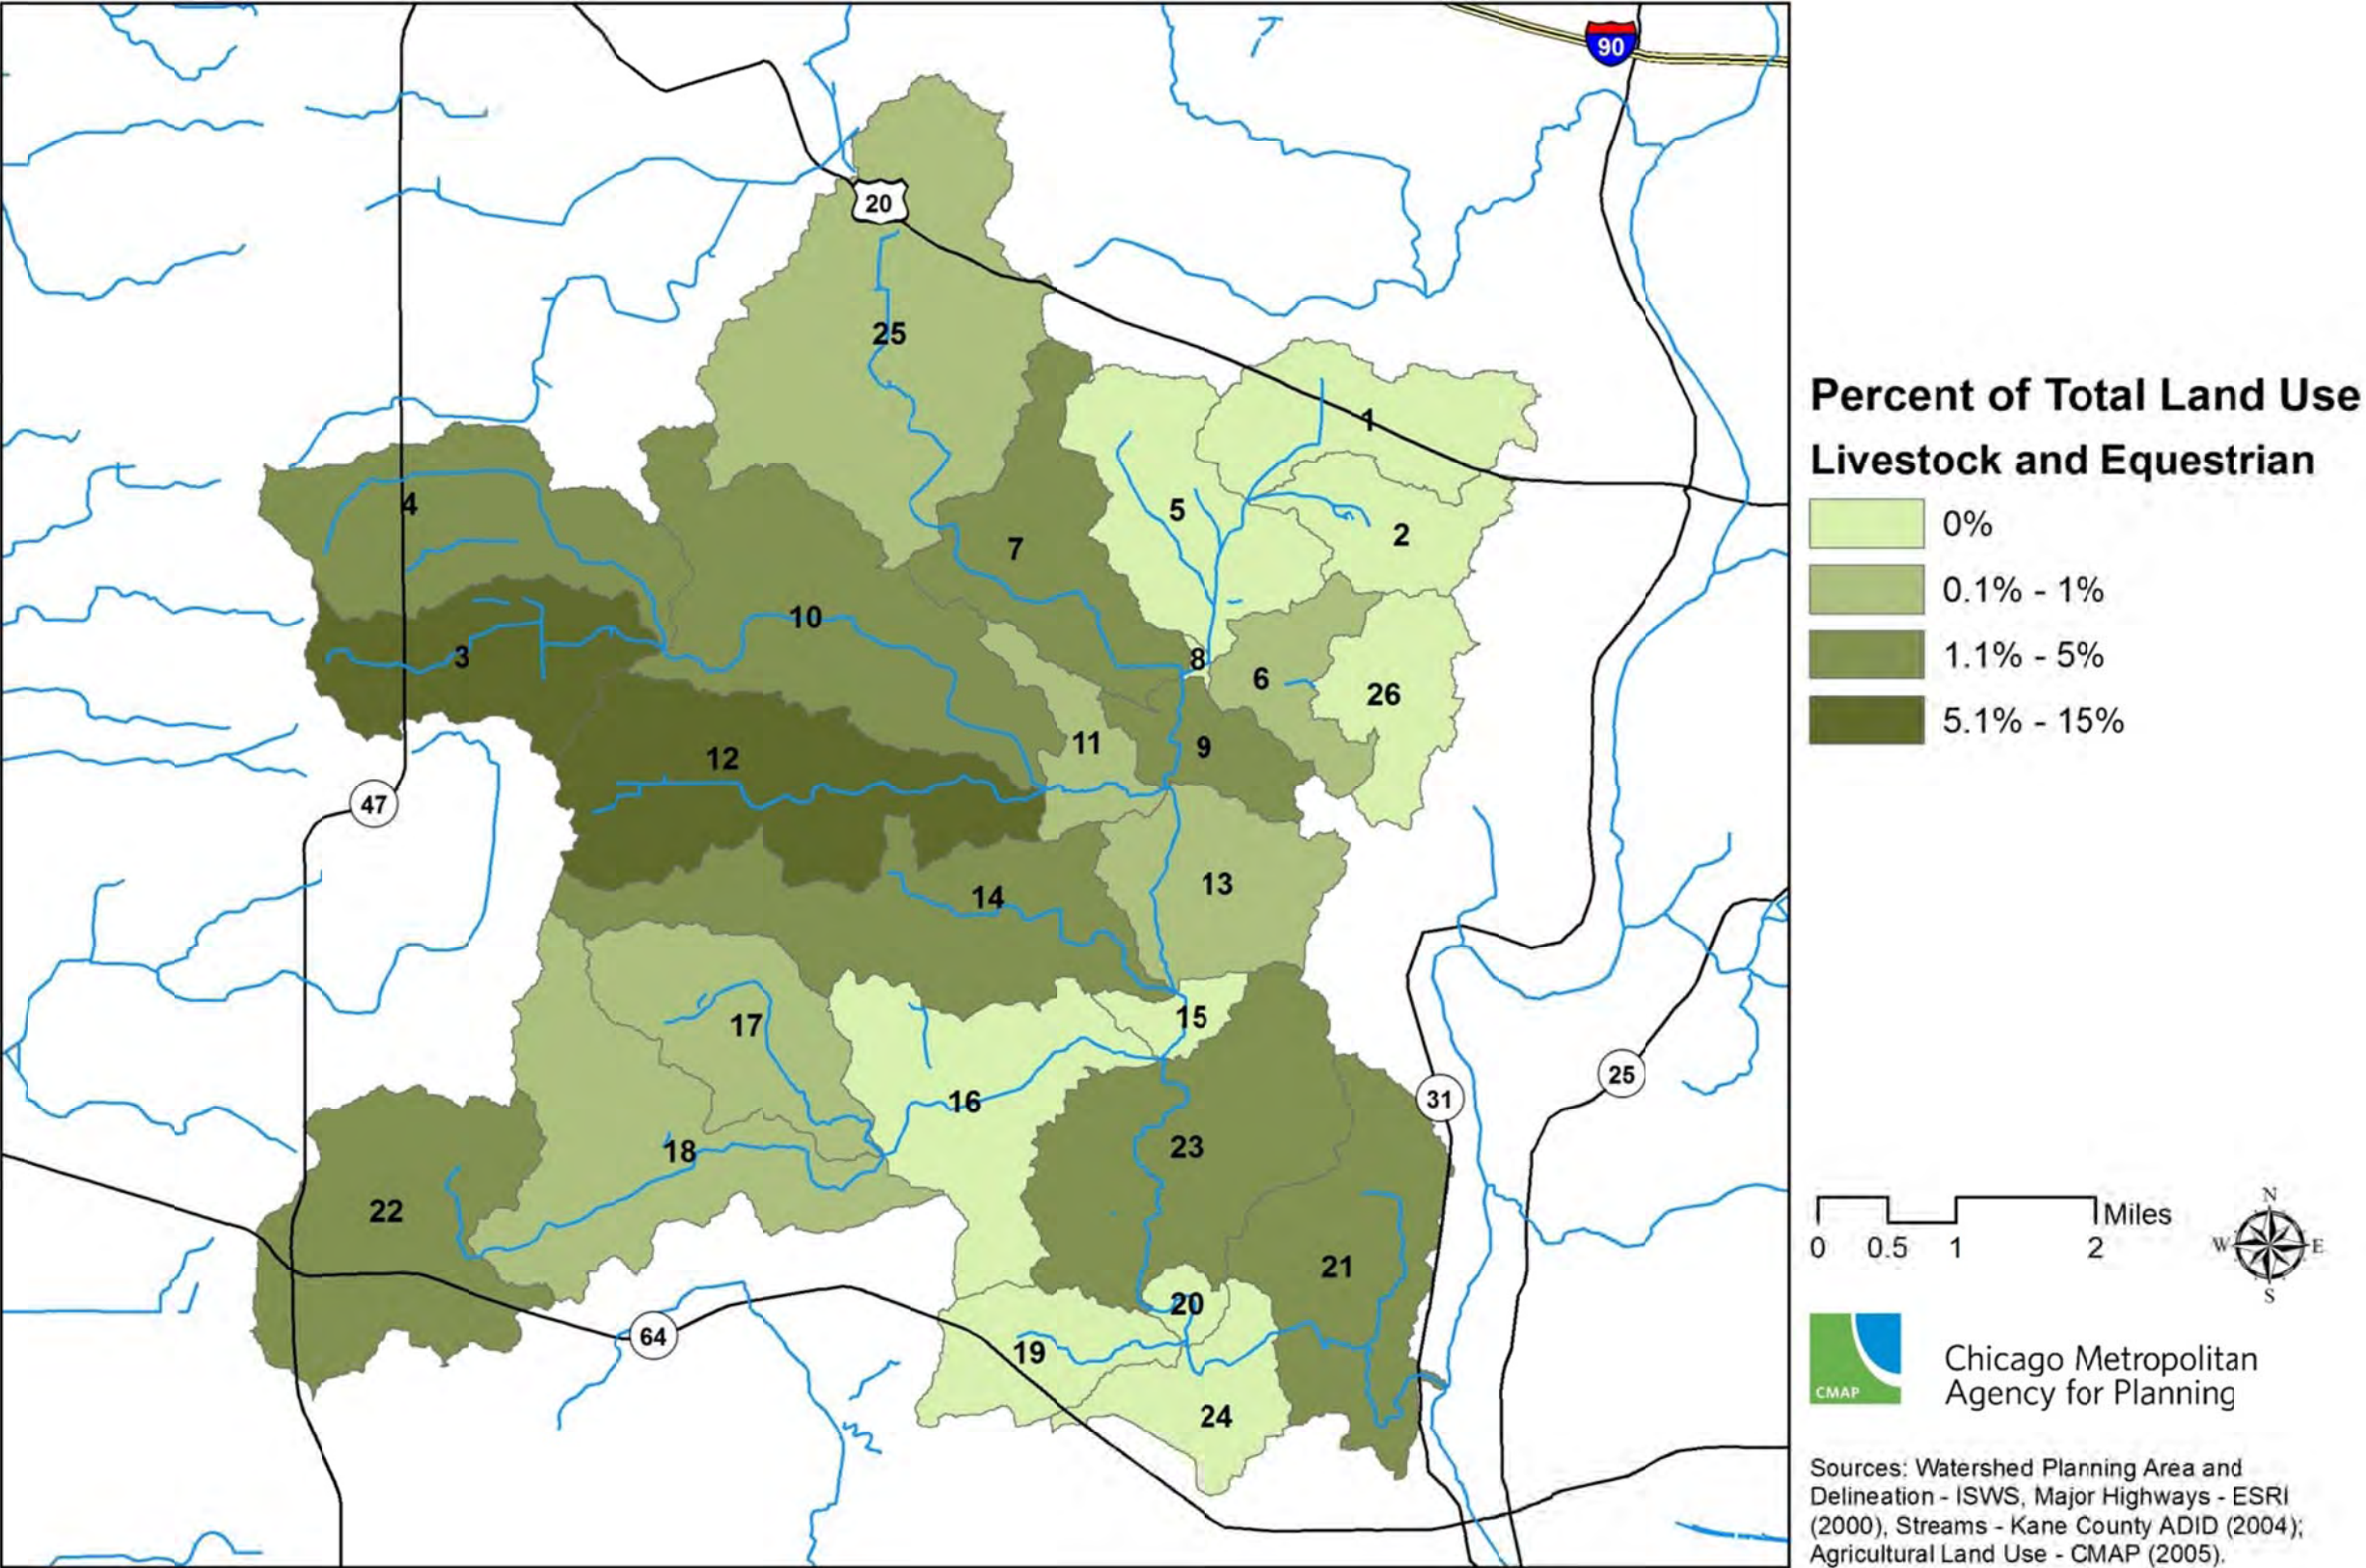 90
20
25
1
4
5
2
7
10
3
8
6
26
11
9
12
47
13
14
15
17
25
16
31
23
18
22
21
20
64
19
24
Percent of Total Land Use
Livestock and Equestrian
0%
0.1% - 1%
1.1% - 5%
5.1% - 15%
Miles
0 0.5 1 2
N
W E
S
CMAP
Chicago Metropolitan
Agency for Planning
Sources: Watershed Planning Area and
Delineation - ISWS, Major Highways - ESRI
(2000), Streams - Kane County ADID (2004);
Agricultural Land Use - CMAP (2005).